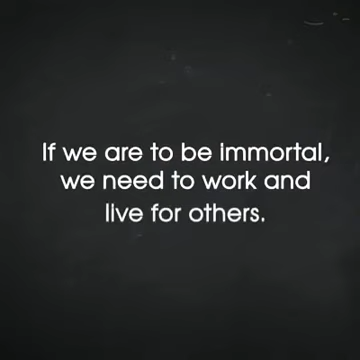 If we are to be immortal,
we need to work and
live for others.